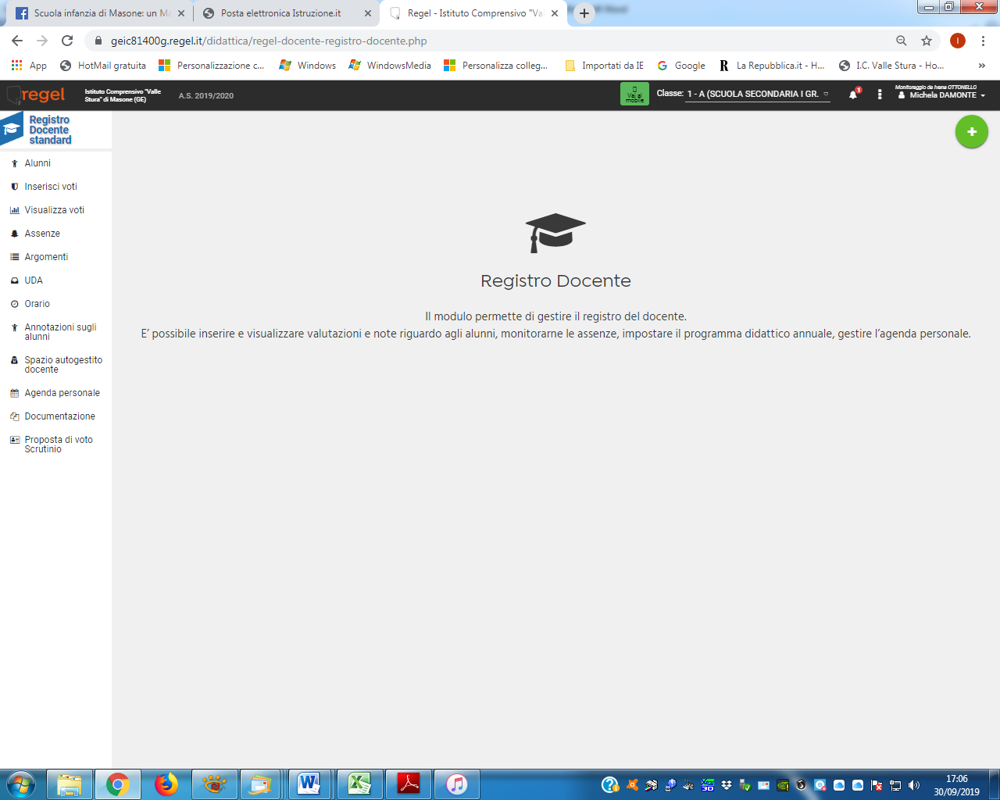 Scuola infanzia di Masone: un Ma
Posta elettronica Istruzione.it
Regel - Istituto Comprensivo "Val
geic81400g.regel.it/didattica/regel-docente-registro-docente.php
I
App
HotMail gratuita
Personalizzazione c...
Windows
WindowsMedia
Personalizza colleg...
Importati da IE
Google
La Repubblica.it - H...
I.C. Valle Stura - Ho...
»
regel
Istituto Comprensivo "Valle
Stura" di Masone (GE)
A.S. 2019/2020
Vai al
mobile
Classe: 1 - A (SCUOLA SECONDARIA I GR.
1
Monitoraggio de Ivana OTTONELLO
Michela DAMONTE
Registro
Docente
standard
Alunni
Inserisci voti
Visualizza voti
Assenze
Argomenti
UDA
Orario
Annotazioni sugli
alunni
Spazio autogestito
docente
Agenda personale
Documentazione
Proposta di voto
Scrutinio
Registro Docente
Il modulo permette di gestire il registro del docente.
E’ possibile inserire e visualizzare valutazioni e note riguardo agli alunni, monitorarne le assenze, impostare il programma didattico annuale, gestire l’agenda personale.
17:06
30/09/2019